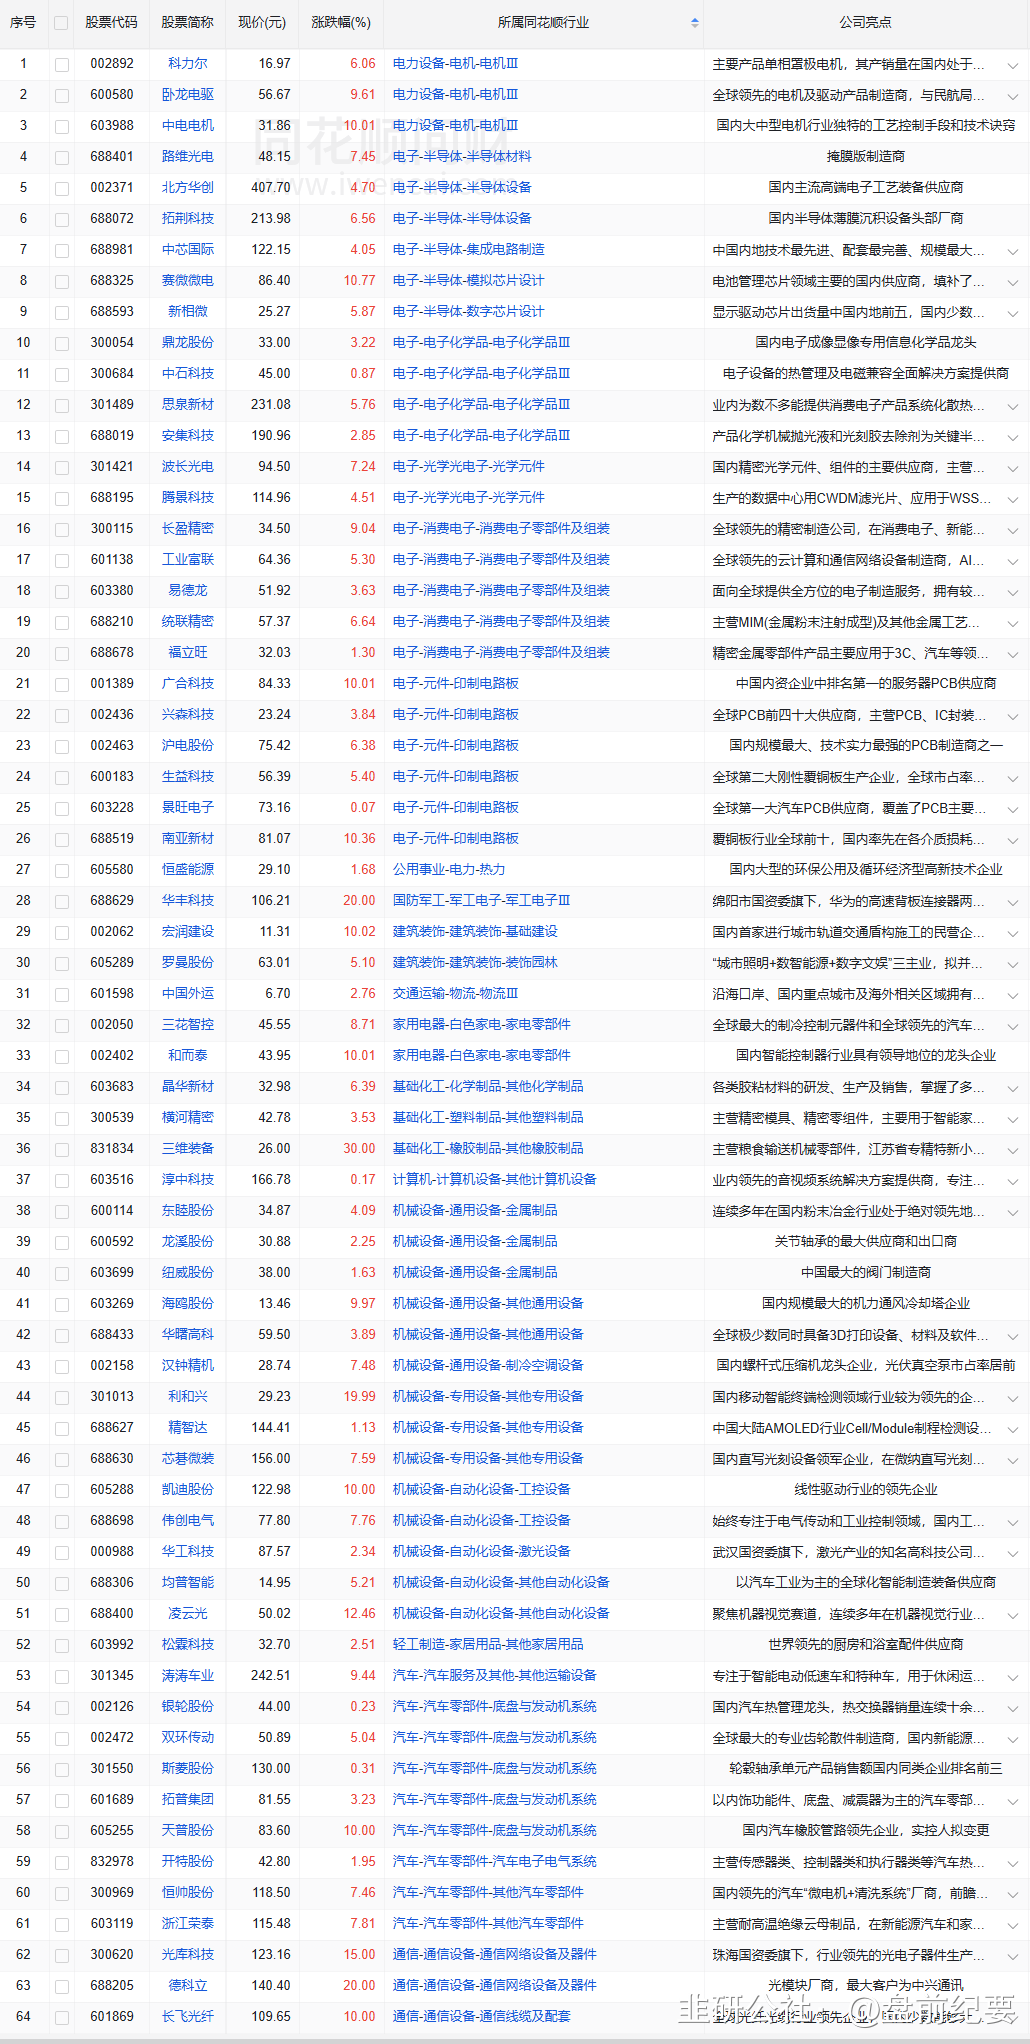 序号 股票代码 股票简称 现价(元) 涨跌幅(%) 所属同花顺行业 公司亮点
1 002892 科力尔 16.97 6.06 电力设备-电机-电机Ⅲ 主要产品单相罩极电机，其产销量在国内处于...
2 600580 卧龙电驱 56.67 9.61 电力设备-电机-电机Ⅲ 全球领先的电机及驱动产品制造商，与民航局...
3 603988 中电电机 31.86 10.01 电力设备-电机-电机Ⅲ 国内大中型电机行业独特的工艺控制手段和技术诀窍
4 688401 路维光电 48.15 7.45 电子-半导体-半导体材料 掩膜版制造商
5 002371 北方华创 407.70 4.70 电子-半导体-半导体设备 国内主流高端电子工艺装备供应商
6 688072 拓荆科技 213.98 6.56 电子-半导体-半导体设备 国内半导体薄膜沉积设备头部厂商
7 688981 中芯国际 122.15 4.05 电子-半导体-集成电路制造 中国内地技术最先进、配套最完善、规模最大...
8 688325 赛微微电 86.40 10.77 电子-半导体-模拟芯片设计 电池管理芯片领域主要的国内供应商，填补了...
9 688593 新相微 25.27 5.87 电子-半导体-数字芯片设计 显示驱动芯片出货量中国内地前五，国内少数...
10 300054 鼎龙股份 33.00 3.22 电子-电子化学品-电子化学品Ⅲ 国内电子成像显像专用信息化学品龙头
11 300684 中石科技 45.00 0.87 电子-电子化学品-电子化学品Ⅲ 电子设备的热管理及电磁兼容全面解决方案提供商
12 301489 思泉新材 231.08 5.76 电子-电子化学品-电子化学品Ⅲ 业内为数不多能提供消费电子产品系统化散热...
13 688019 安集科技 190.96 2.85 电子-电子化学品-电子化学品Ⅲ 产品化学机械抛光液和光刻胶去除剂为关键半...
14 301421 波长光电 94.50 7.24 电子-光学光电子-光学元件 国内精密光学元件、组件的主要供应商，主营...
15 688195 腾景科技 114.96 4.51 电子-光学光电子-光学元件 生产的数据中心用CWDM滤光片、应用于WSS...
16 300115 长盈精密 34.50 9.04 电子-消费电子-消费电子零部件及组装 全球领先的精密制造公司，在消费电子、新能...
17 601138 工业富联 64.36 5.30 电子-消费电子-消费电子零部件及组装 全球领先的云计算和通信网络设备制造商，AI...
18 603380 易德龙 51.92 3.63 电子-消费电子-消费电子零部件及组装 面向全球提供全方位的电子制造服务，拥有较...
19 688210 统联精密 57.37 6.64 电子-消费电子-消费电子零部件及组装 主营MIM(金属粉末注射成型)及其他金属工艺...
20 688678 福立旺 32.03 1.30 电子-消费电子-消费电子零部件及组装 精密金属零部件产品主要应用于3C、汽车等领...
21 001389 广合科技 84.33 10.01 电子-元件-印制电路板 中国内资企业中排名第一的服务器PCB供应商
22 002436 兴森科技 23.24 3.84 电子-元件-印制电路板 全球PCB前四十大供应商，主营PCB、IC封装...
23 002463 沪电股份 75.42 6.38 电子-元件-印制电路板 国内规模最大、技术实力最强的PCB制造商之一
24 600183 生益科技 56.39 5.40 电子-元件-印制电路板 全球第二大刚性覆铜板生产企业，全球市占率...
25 603228 景旺电子 73.16 0.07 电子-元件-印制电路板 全球第一大汽车PCB供应商，覆盖了PCB主要...
26 688519 南亚新材 81.07 10.36 电子-元件-印制电路板 覆铜板行业全球前十，国内率先在各介质损耗...
27 605580 恒盛能源 29.10 1.68 公用事业-电力-热力 国内大型的环保公用及循环经济型高新技术企业
28 688629 华丰科技 106.21 20.00 国防军工-军工电子-军工电子Ⅲ 绵阳市国资委旗下，华为的高速背板连接器两...
29 002062 宏润建设 11.31 10.02 建筑装饰-建筑装饰-基础建设 国内首家进行城市轨道交通盾构施工的民营企...
30 605289 罗曼股份 63.01 5.10 建筑装饰-建筑装饰-装饰园林 “城市照明+数智能源+数字文娱”三主业，拟并...
31 601598 中国外运 6.70 2.76 交通运输-物流-物流Ⅲ 沿海口岸、国内重点城市及海外相关区域拥有...
32 002050 三花智控 45.55 8.71 家用电器-白色家电-家电零部件 全球最大的制冷控制元器件和全球领先的汽车...
33 002402 和而泰 43.95 10.01 家用电器-白色家电-家电零部件 国内智能控制器行业具有领导地位的龙头企业
34 603683 晶华新材 32.98 6.39 基础化工-化学制品-其他化学制品 各类胶粘材料的研发、生产及销售，掌握了多...
35 300539 横河精密 42.78 3.53 基础化工-塑料制品-其他塑料制品 主营精密模具、精密零组件，主要用于智能家...
36 831834 三维装备 26.00 30.00 基础化工-橡胶制品-其他橡胶制品 主营粮食输送机械零部件，江苏省专精特新小...
37 603516 淳中科技 166.78 0.17 计算机-计算机设备-其他计算机设备 业内领先的音视频系统解决方案提供商，专注...
38 600114 东睦股份 34.87 4.09 机械设备-通用设备-金属制品 连续多年在国内粉末冶金行业处于绝对领先地...
39 600592 龙溪股份 30.88 2.25 机械设备-通用设备-金属制品 关节轴承的最大供应商和出口商
40 603699 纽威股份 38.00 1.63 机械设备-通用设备-金属制品 中国最大的阀门制造商
41 603269 海鸥股份 13.46 9.97 机械设备-通用设备-其他通用设备 国内规模最大的机力通风冷却塔企业
42 688433 华曙高科 59.50 3.89 机械设备-通用设备-其他通用设备 全球极少数同时具备3D打印设备、材料及软件...
43 002158 汉钟精机 28.74 7.48 机械设备-通用设备-制冷空调设备 国内螺杆式压缩机龙头企业，光伏真空泵市占率居前
44 301013 利和兴 29.23 19.99 机械设备-专用设备-其他专用设备 国内移动智能终端检测领域行业较为领先的企...
45 688627 精智达 144.41 1.13 机械设备-专用设备-其他专用设备 中国大陆AMOLED行业Cell/Module制程检测设...
46 688630 芯碁微装 156.00 7.59 机械设备-专用设备-其他专用设备 国内直写光刻设备领军企业，在微纳直写光刻...
47 605288 凯迪股份 122.98 10.00 机械设备-自动化设备-工控设备 线性驱动行业的领先企业
48 688698 伟创电气 77.80 7.76 机械设备-自动化设备-工控设备 始终专注于电气传动和工业控制领域，国内工...
49 000988 华工科技 87.57 2.34 机械设备-自动化设备-激光设备 武汉国资委旗下，激光产业的知名高科技公司...
50 688306 均普智能 14.95 5.21 机械设备-自动化设备-其他自动化设备 以汽车工业为主的全球化智能制造装备供应商
51 688400 凌云光 50.02 12.46 机械设备-自动化设备-其他自动化设备 聚焦机器视觉赛道，连续多年在机器视觉行业...
52 603992 松霖科技 32.70 2.51 轻工制造-家居用品-其他家居用品 世界领先的厨房和浴室配件供应商
53 301345 涛涛车业 242.51 9.44 汽车-汽车服务及其他-其他运输设备 专注于智能电动低速车和特种车，用于休闲运...
54 002126 银轮股份 44.00 0.23 汽车-汽车零部件-底盘与发动机系统 国内汽车热管理龙头，热交换器销量连续十余...
55 002472 双环传动 50.89 5.04 汽车-汽车零部件-底盘与发动机系统 全球最大的专业齿轮散件制造商，国内新能源...
56 301550 斯菱股份 130.00 0.31 汽车-汽车零部件-底盘与发动机系统 轮毂轴承单元产品销售额国内同类企业排名前三
57 601689 拓普集团 81.55 3.23 汽车-汽车零部件-底盘与发动机系统 以内饰功能件、底盘、减震器为主的汽车零部...
58 605255 天普股份 83.60 10.00 汽车-汽车零部件-底盘与发动机系统 国内汽车橡胶管路领先企业，实控人拟变更
59 832978 开特股份 42.80 1.95 汽车-汽车零部件-汽车电子电气系统 主营传感器类、控制器类和执行器类等汽车热...
60 300969 恒帅股份 118.50 7.46 汽车-汽车零部件-其他汽车零部件 国内领先的汽车“微电机+清洗系统”厂商，前瞻...
61 603119 浙江荣泰 115.48 7.81 汽车-汽车零部件-其他汽车零部件 主营耐高温绝缘云母制品，在新能源汽车和家...
62 300620 光库科技 123.16 15.00 通信-通信设备-通信网络设备及器件 珠海国资委旗下，行业领先的光电子器件生产...
63 688205 德科立 140.40 20.00 通信-通信设备-通信网络设备及器件 光模块厂商，最大客户为中兴通讯
64 601869 长飞光纤 109.65 10.00 通信-通信设备-通信线缆及配套
韭研公社 @盘前纪要